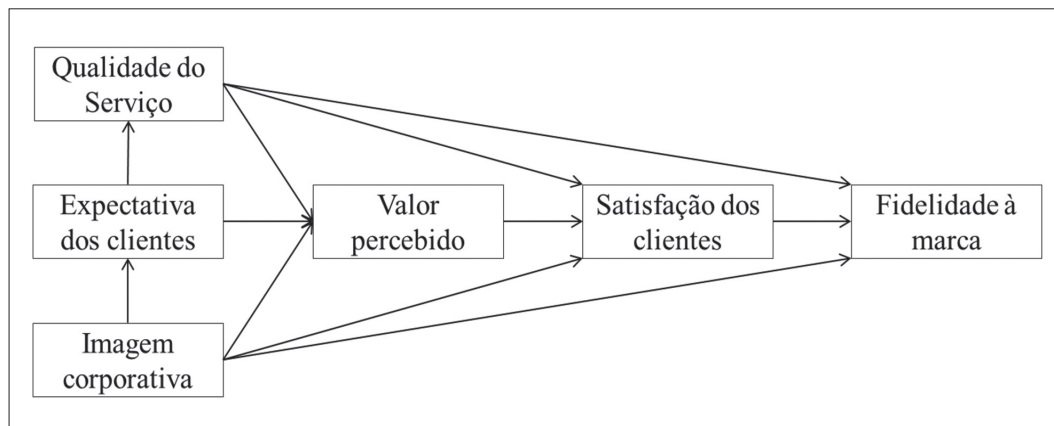 Qualidade do
Serviço
Expectativa
dos clientes
Valor
percebido
Satisfação dos
clientes
Fidelidade à
marca
Imagem
corporativa